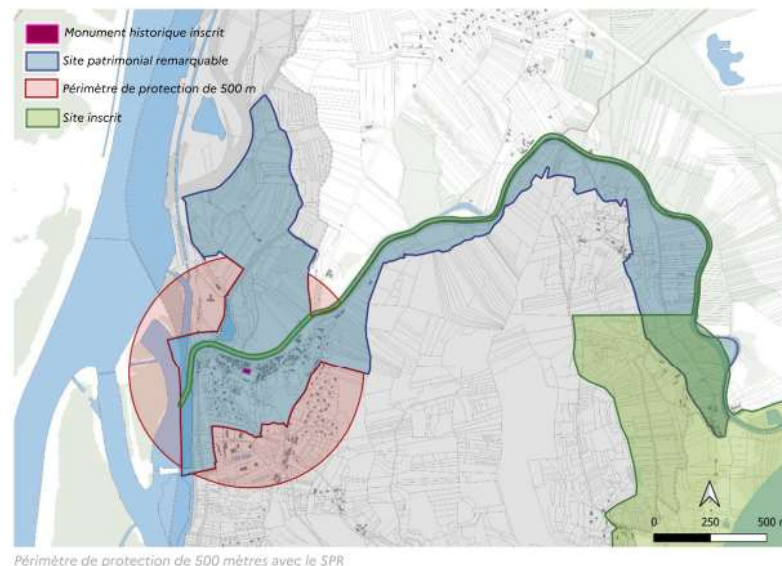 Monument historique inscrit
Site patrimonial remarquable
Périmètre de protection de 500 m
Site inscrit
0 250 500 m
Périmètre de protection de 500 mètres avec le SPR